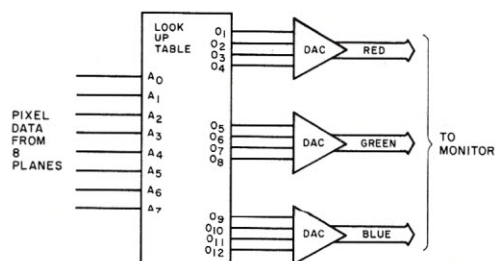 LOOK
UP
TABLE
PIXEL
DATA
FROM
8
PLANES
A0
A1
A2
A3
A4
A5
A6
A7
O1
O2
O3
O4
DAC
RED
O5
O6
O7
O8
DAC
GREEN
O9
O10
O11
O12
DAC
BLUE
TO
MONITOR